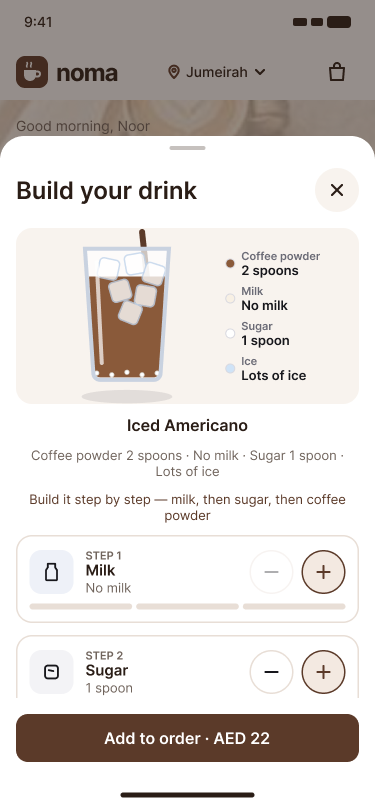 9:41
noma
Jumeirah
Good morning, Noor
Build your drink
Coffee powder
2 spoons
Milk
No milk
Sugar
1 spoon
Ice
Lots of ice
Iced Americano
Coffee powder 2 spoons · No milk · Sugar 1 spoon ·
Lots of ice
Build it step by step — milk, then sugar, then coffee
powder
STEP 1
Milk
No milk
STEP 2
Sugar
1 spoon
Add to order · AED 22